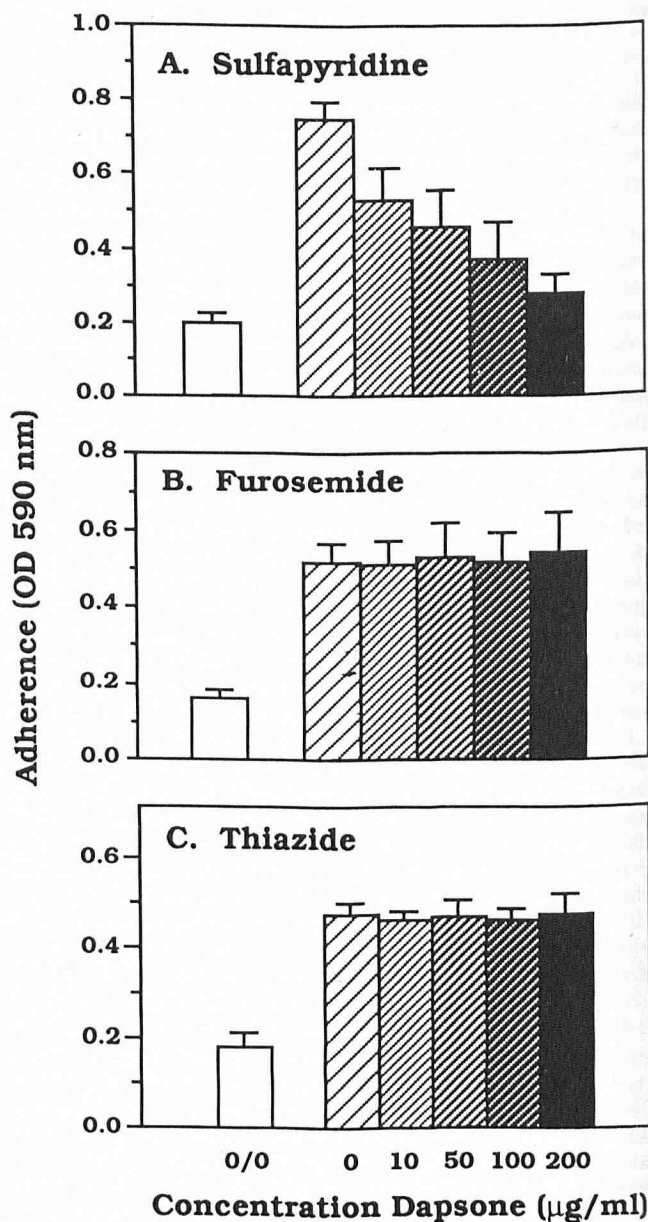 Adherence (OD 590 nm)
A. Sulfapyridine
1.0
0.8
0.6
0.4
0.2
0.0
B. Furosemide
0.8
0.6
0.4
0.2
0.0
C. Thiazide
0.6
0.4
0.2
0.0
0/0 0 10 50 100 200
Concentration Dapsone (µg/ml)